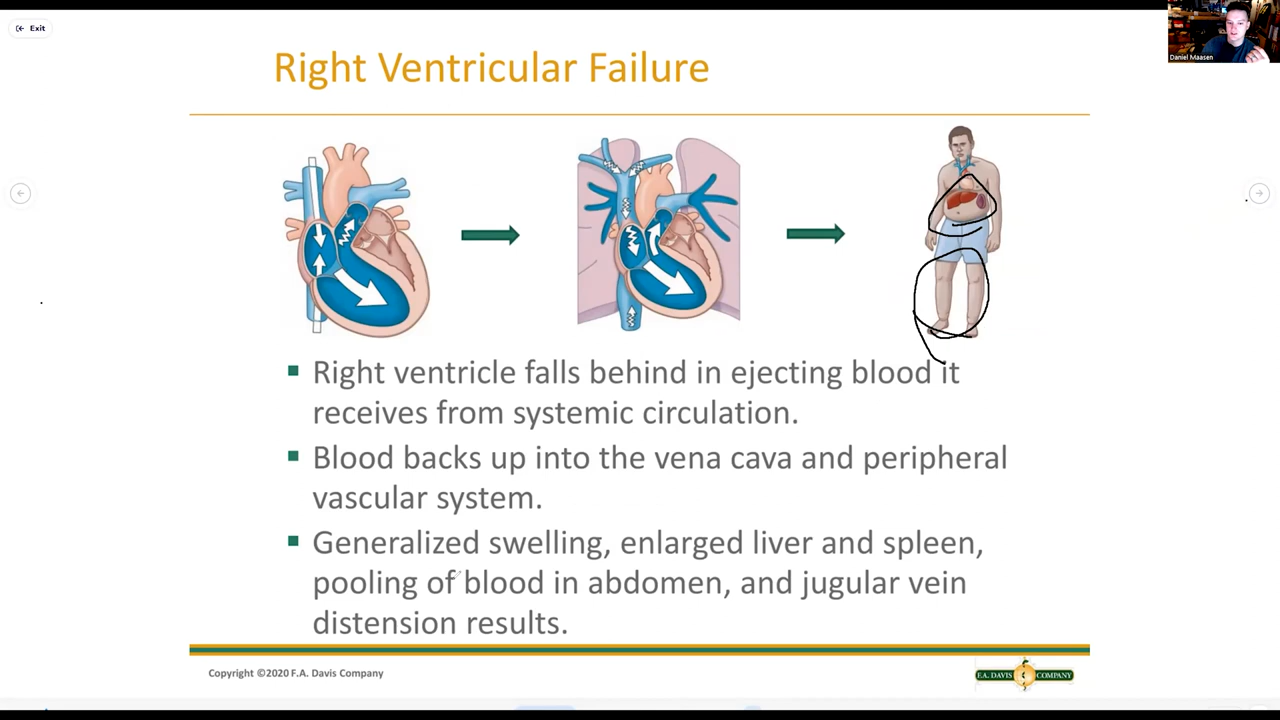 Exit
Daniel Maasen
Right Ventricular Failure
Right ventricle falls behind in ejecting blood it
receives from systemic circulation.
Blood backs up into the vena cava and peripheral
vascular system.
Generalized swelling, enlarged liver and spleen,
pooling of blood in abdomen, and jugular vein
distension results.
Copyright ©2020 F.A. Davis Company
F.A. DAVIS COMPANY